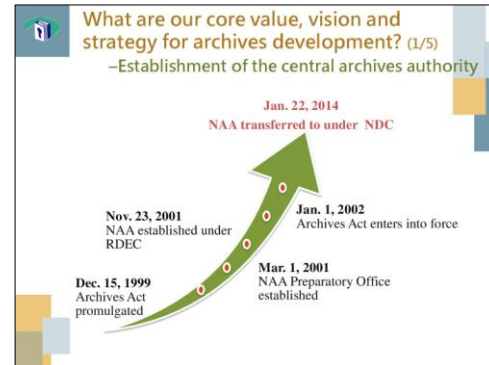 What are our core value, vision and
strategy for archives development? (1/5)
–Establishment of the central archives authority
Jan. 22, 2014
NAA transferred to under NDC
Nov. 23, 2001
NAA established under
RDEC
Jan. 1, 2002
Archives Act enters into force
Dec. 15, 1999
Archives Act
promulgated
Mar. 1, 2001
NAA Preparatory Office
established